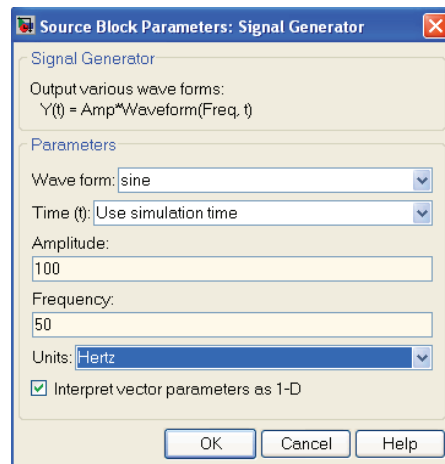 Source Block Parameters: Signal Generator
Signal Generator
Output various wave forms:
Y(t) = Amp*Waveform(Freq, t)
Parameters
Wave form: sine
Time (t): Use simulation time
Amplitude:
100
Frequency:
50
Units: Hertz
Interpret vector parameters as 1-D
OK Cancel Help